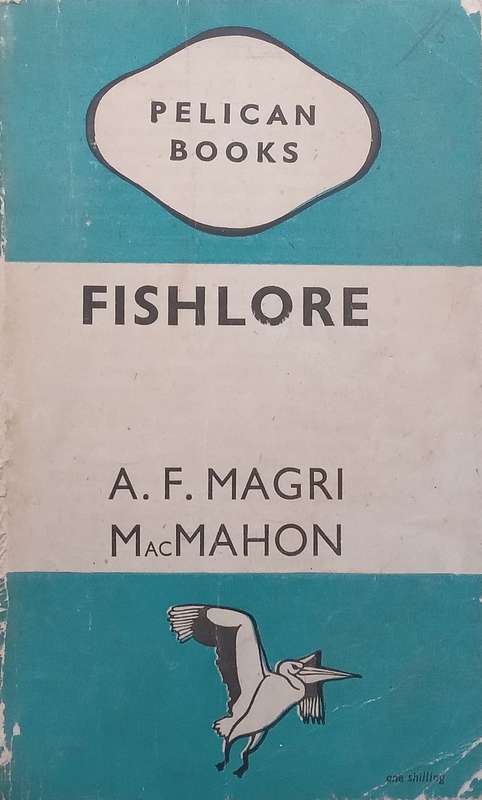 PELICAN
BOOKS
FISHLORE
A. F. MAGRI
MacMAHON
one shilling